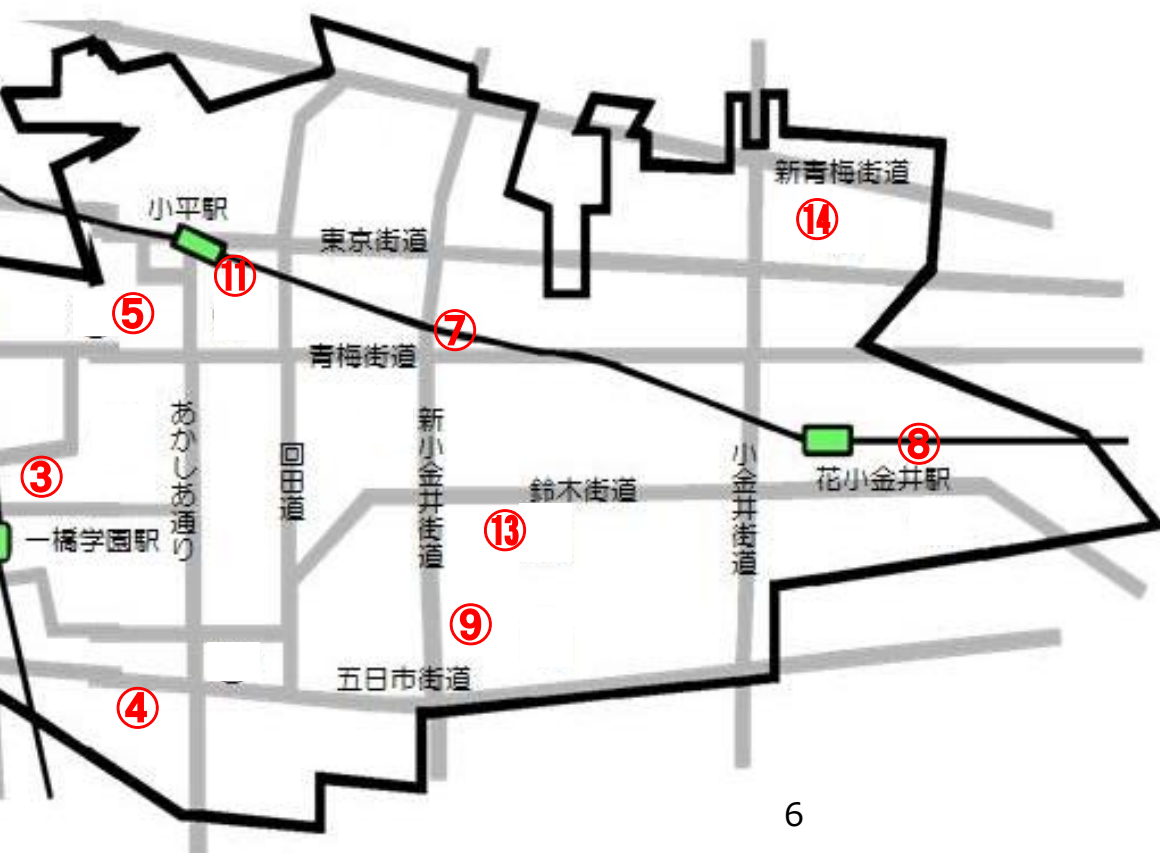 新青梅街道
小平駅
⑭
東京街道
⑪
⑤
⑦
青梅街道
あかしあ通り
回田道
新小金井街道
小金井街道
⑧
③
花小金井駅
鈴木街道
⑬
一橋学園駅
⑨
五日市街道
④
6